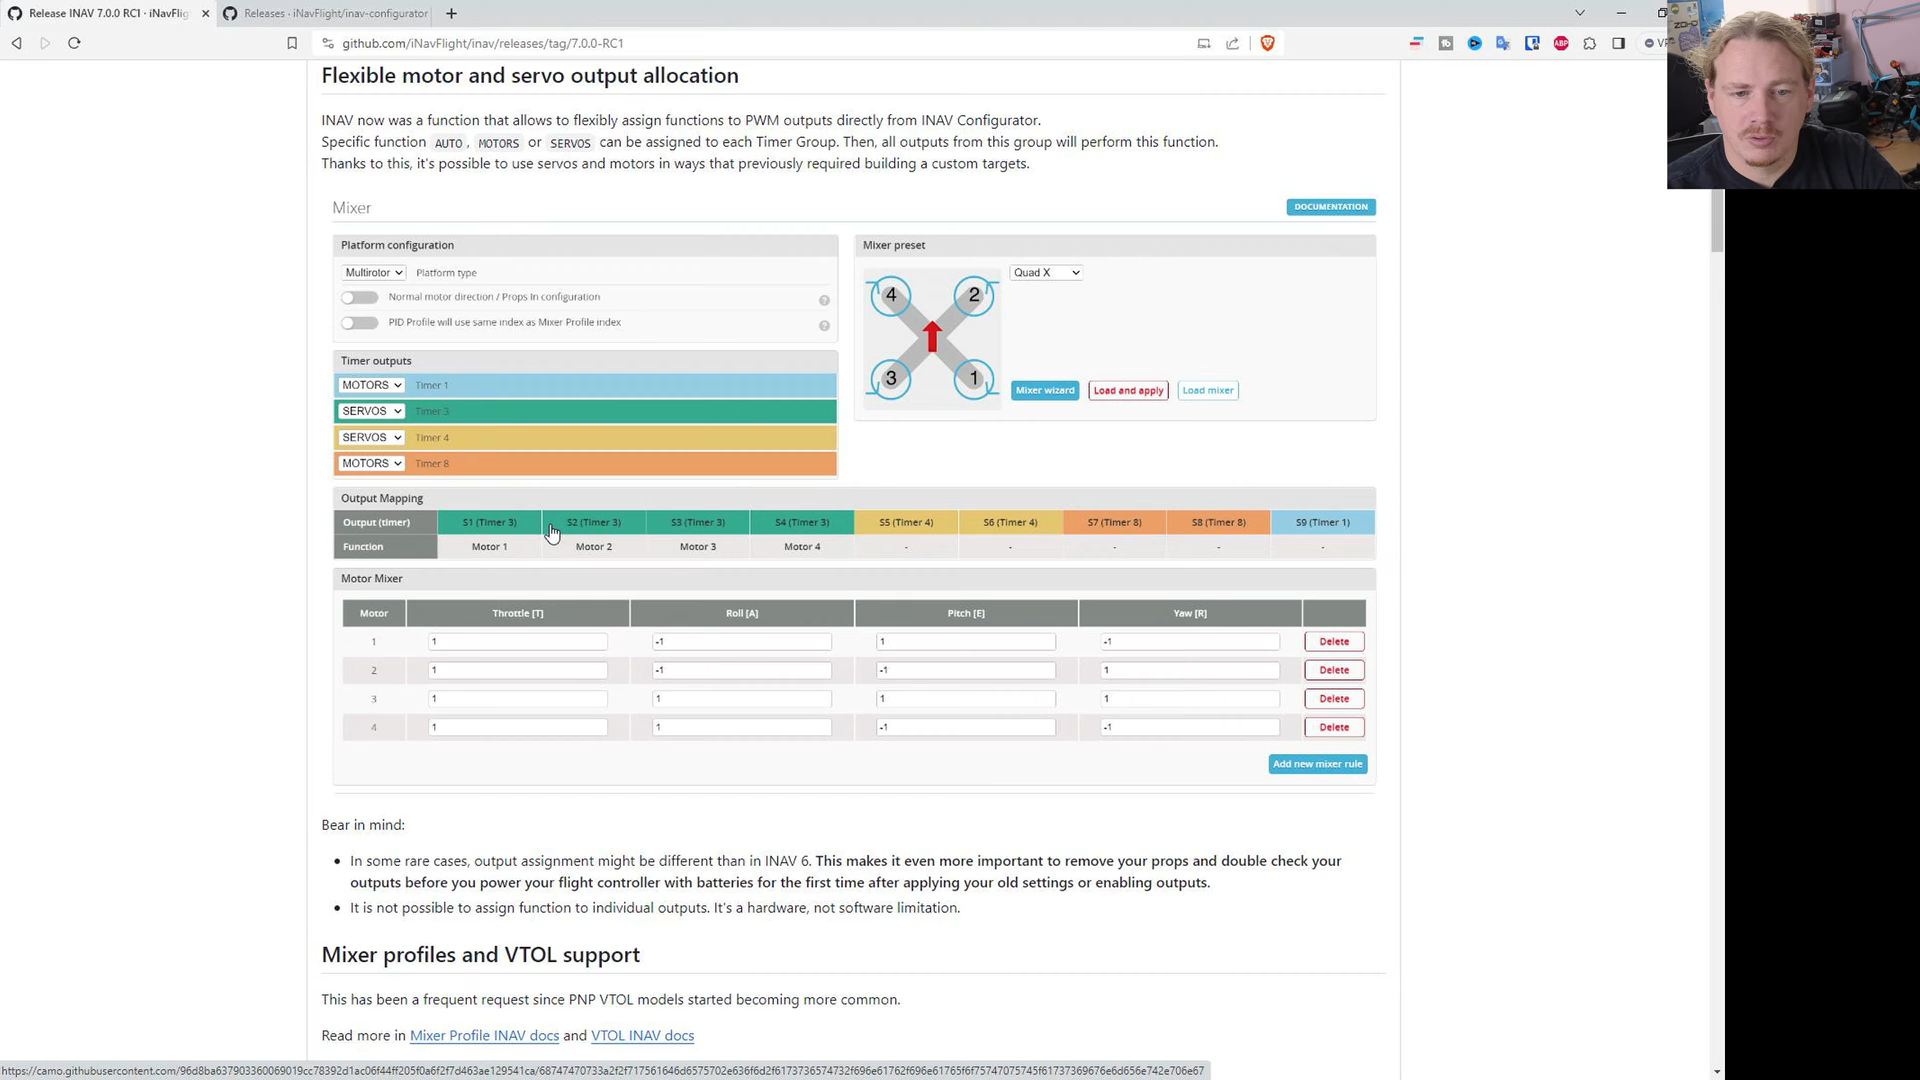 Release INAV 7.0.0 RC1 · iNavFlig
Releases · iNavFlight/inav-configurator
github.com/iNavFlight/inav/releases/tag/7.0.0-RC1
ABP
Flexible motor and servo output allocation
INAV now was a function that allows to flexibly assign functions to PWM outputs directly from INAV Configurator.
Specific function AUTO, MOTORS or SERVOS can be assigned to each Timer Group. Then, all outputs from this group will perform this function.
Thanks to this, it's possible to use servos and motors in ways that previously required building a custom targets.
Mixer
DOCUMENTATION
Platform configuration
Multirotor Platform type
Normal motor direction / Props In configuration
PID Profile will use same index as Mixer Profile index
Mixer preset
Quad X
4 2
3 1
Mixer wizard Load and apply Load mixer
Timer outputs
MOTORS Timer 1
SERVOS Timer 3
SERVOS Timer 4
MOTORS Timer 8
Output Mapping
Output (timer) S1 (Timer 3) S2 (Timer 3) S3 (Timer 3) S4 (Timer 3) S5 (Timer 4) S6 (Timer 4) S7 (Timer 8) S8 (Timer 8) S9 (Timer 1)
Function Motor 1 Motor 2 Motor 3 Motor 4 - - - - -
Motor Mixer
Motor Throttle [T] Roll [A] Pitch [E] Yaw [R]
1 1 -1 1 -1 Delete
2 1 -1 -1 1 Delete
3 1 1 1 1 Delete
4 1 1 -1 -1 Delete
Add new mixer rule
Bear in mind:
• In some rare cases, output assignment might be different than in INAV 6. This makes it even more important to remove your props and double check your
outputs before you power your flight controller with batteries for the first time after applying your old settings or enabling outputs.
• It is not possible to assign function to individual outputs. It's a hardware, not software limitation.
Mixer profiles and VTOL support
This has been a frequent request since PNP VTOL models started becoming more common.
Read more in Mixer Profile INAV docs and VTOL INAV docs